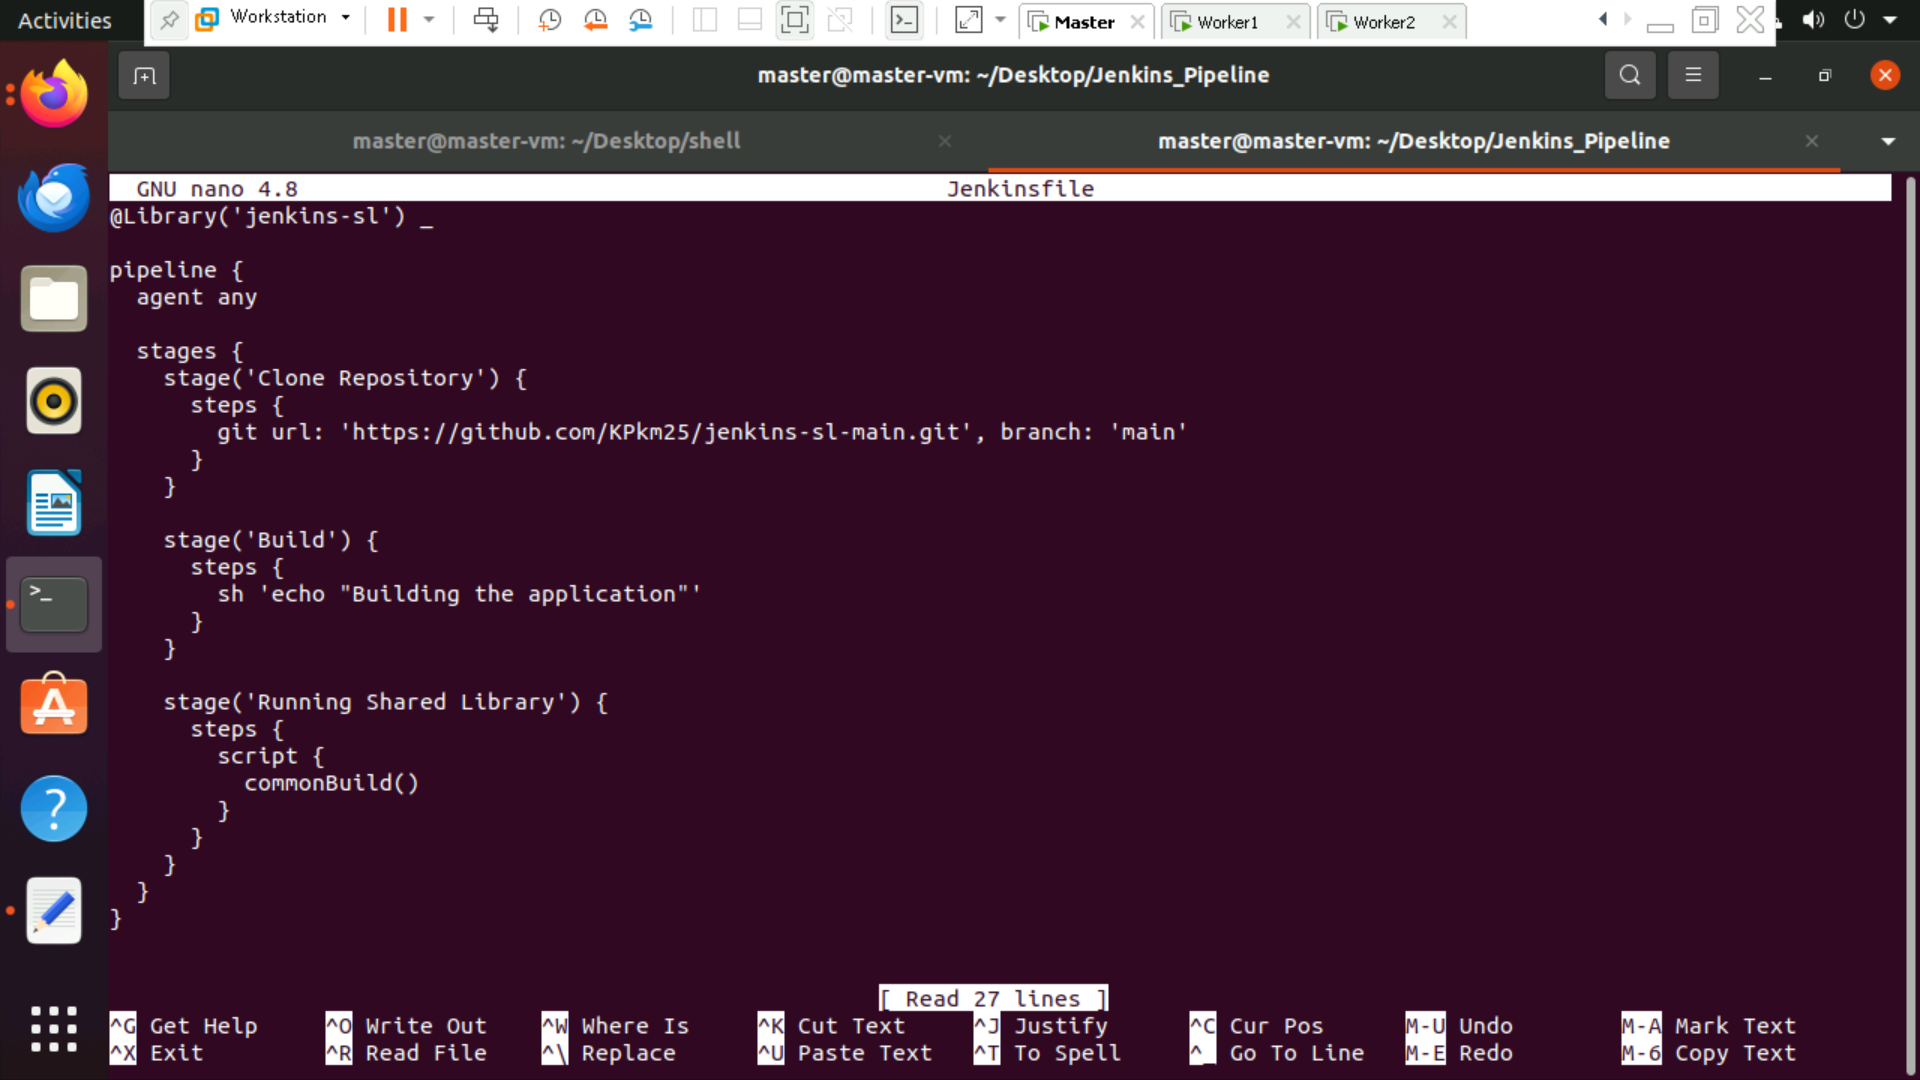 Activities
Workstation
Master
Worker1
Worker2
master@master-vm: ~/Desktop/Jenkins_Pipeline
master@master-vm: ~/Desktop/shell
master@master-vm: ~/Desktop/Jenkins_Pipeline
GNU nano 4.8 Jenkinsfile
@Library('jenkins-sl') _
pipeline {
  agent any
  stages {
    stage('Clone Repository') {
      steps {
        git url: 'https://github.com/KPkm25/jenkins-sl-main.git', branch: 'main'
      }
    }
    stage('Build') {
      steps {
        sh 'echo "Building the application"'
      }
    }
    stage('Running Shared Library') {
      steps {
        script {
          commonBuild()
        }
      }
    }
  }
}
[ Read 27 lines ]
^G Get Help ^O Write Out ^W Where Is ^K Cut Text ^J Justify ^C Cur Pos M-U Undo M-A Mark Text
^X Exit ^R Read File ^\ Replace ^U Paste Text ^T To Spell ^_ Go To Line M-E Redo M-6 Copy Text